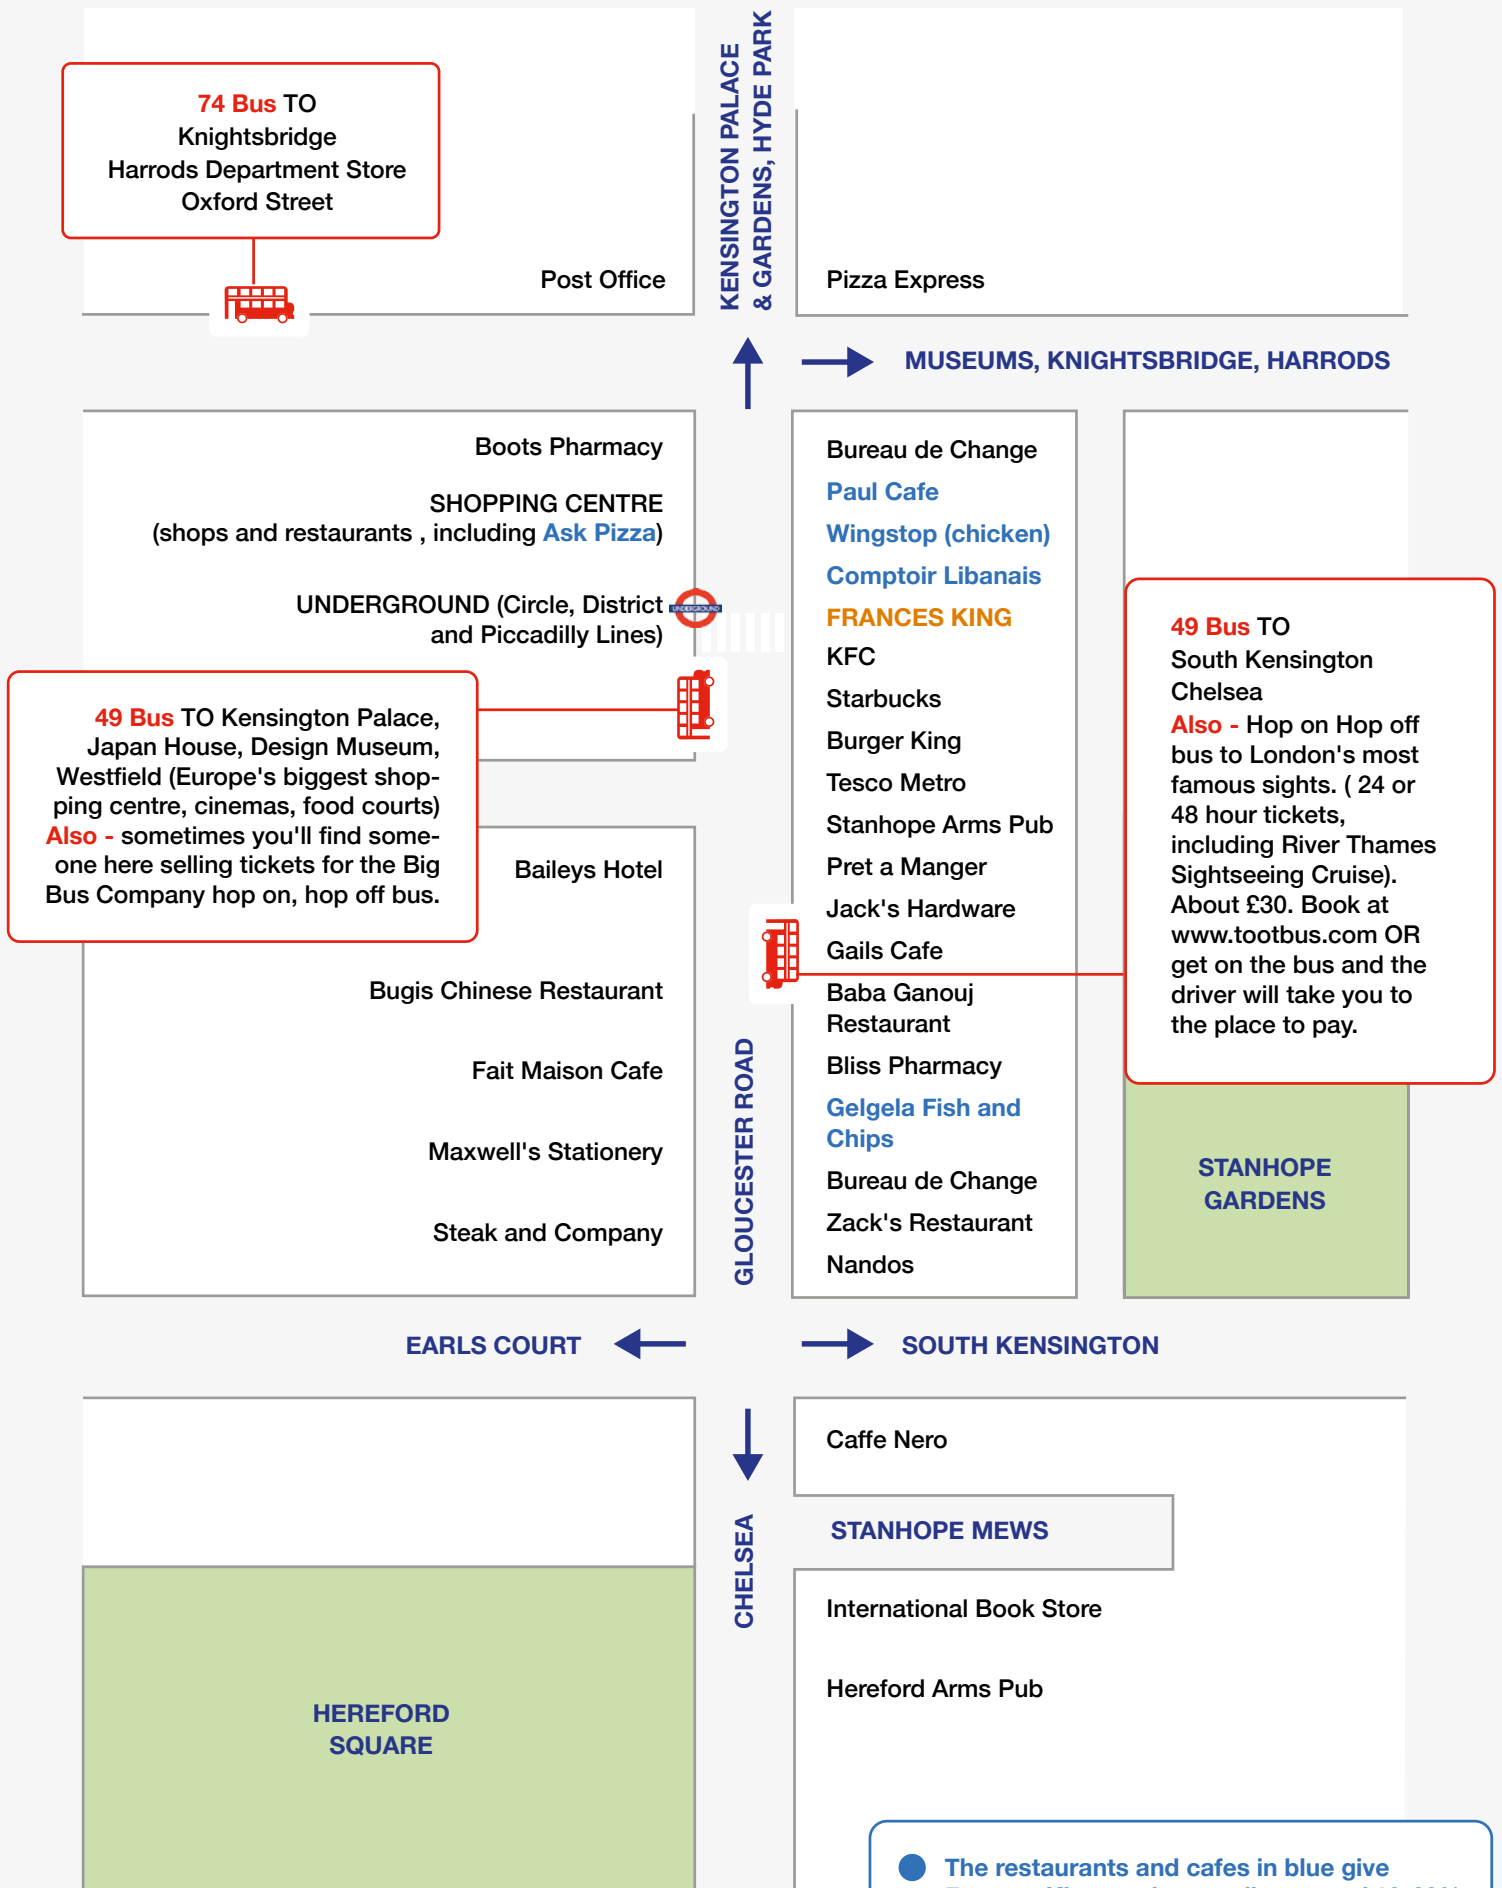 74 Bus TO
Knightsbridge
Harrods Department Store
Oxford Street
KENSINGTON PALACE
& GARDENS, HYDE PARK
Post Office
Pizza Express
MUSEUMS, KNIGHTSBRIDGE, HARRODS
Boots Pharmacy
SHOPPING CENTRE
(shops and restaurants , including Ask Pizza)
UNDERGROUND (Circle, District
and Piccadilly Lines)
UNDERGROUND
49 Bus TO Kensington Palace,
Japan House, Design Museum,
Westfield (Europe's biggest shop-
ping centre, cinemas, food courts)
Also - sometimes you'll find some-
one here selling tickets for the Big
Bus Company hop on, hop off bus.
Baileys Hotel
Bugis Chinese Restaurant
Fait Maison Cafe
Maxwell's Stationery
Steak and Company
GLOUCESTER ROAD
Bureau de Change
Paul Cafe
Wingstop (chicken)
Comptoir Libanais
FRANCES KING
KFC
Starbucks
Burger King
Tesco Metro
Stanhope Arms Pub
Pret a Manger
Jack's Hardware
Gails Cafe
Baba Ganouj
Restaurant
Bliss Pharmacy
Gelgela Fish and
Chips
Bureau de Change
Zack's Restaurant
Nandos
49 Bus TO
South Kensington
Chelsea
Also - Hop on Hop off
bus to London's most
famous sights. ( 24 or
48 hour tickets,
including River Thames
Sightseeing Cruise).
About £30. Book at
www.tootbus.com OR
get on the bus and the
driver will take you to
the place to pay.
STANHOPE
GARDENS
EARLS COURT
SOUTH KENSINGTON
CHELSEA
Caffe Nero
STANHOPE MEWS
International Book Store
Hereford Arms Pub
HEREFORD
SQUARE
The restaurants and cafes in blue give